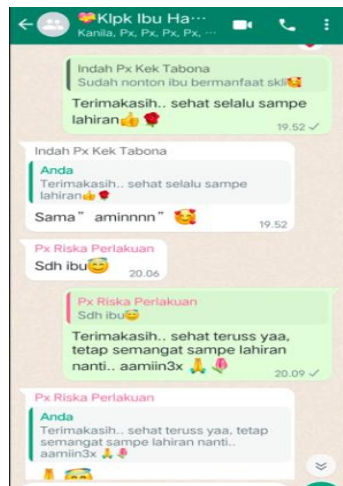 Klpk Ibu Ha...
Kanila, Px, Px, Px, Px, ...
Indah Px Kek Tabona
Sudah nonton ibu bermanfaat skli
Terimakasih.. sehat selalu sampe
lahiran
19.52
Indah Px Kek Tabona
Anda
Terimakasih.. sehat selalu sampe
lahiran
Sama” aminnnn”
19.52
Px Riska Perlakuan
Sdh ibu
20.06
Px Riska Perlakuan
Sdh ibu
Terimakasih.. sehat teruss yaa,
tetap semangat sampe lahiran
nanti.. aamiin3x
20.09
Px Riska Perlakuan
Anda
Terimakasih.. sehat teruss yaa, tetap
semangat sampe lahiran nanti..
aamiin3x